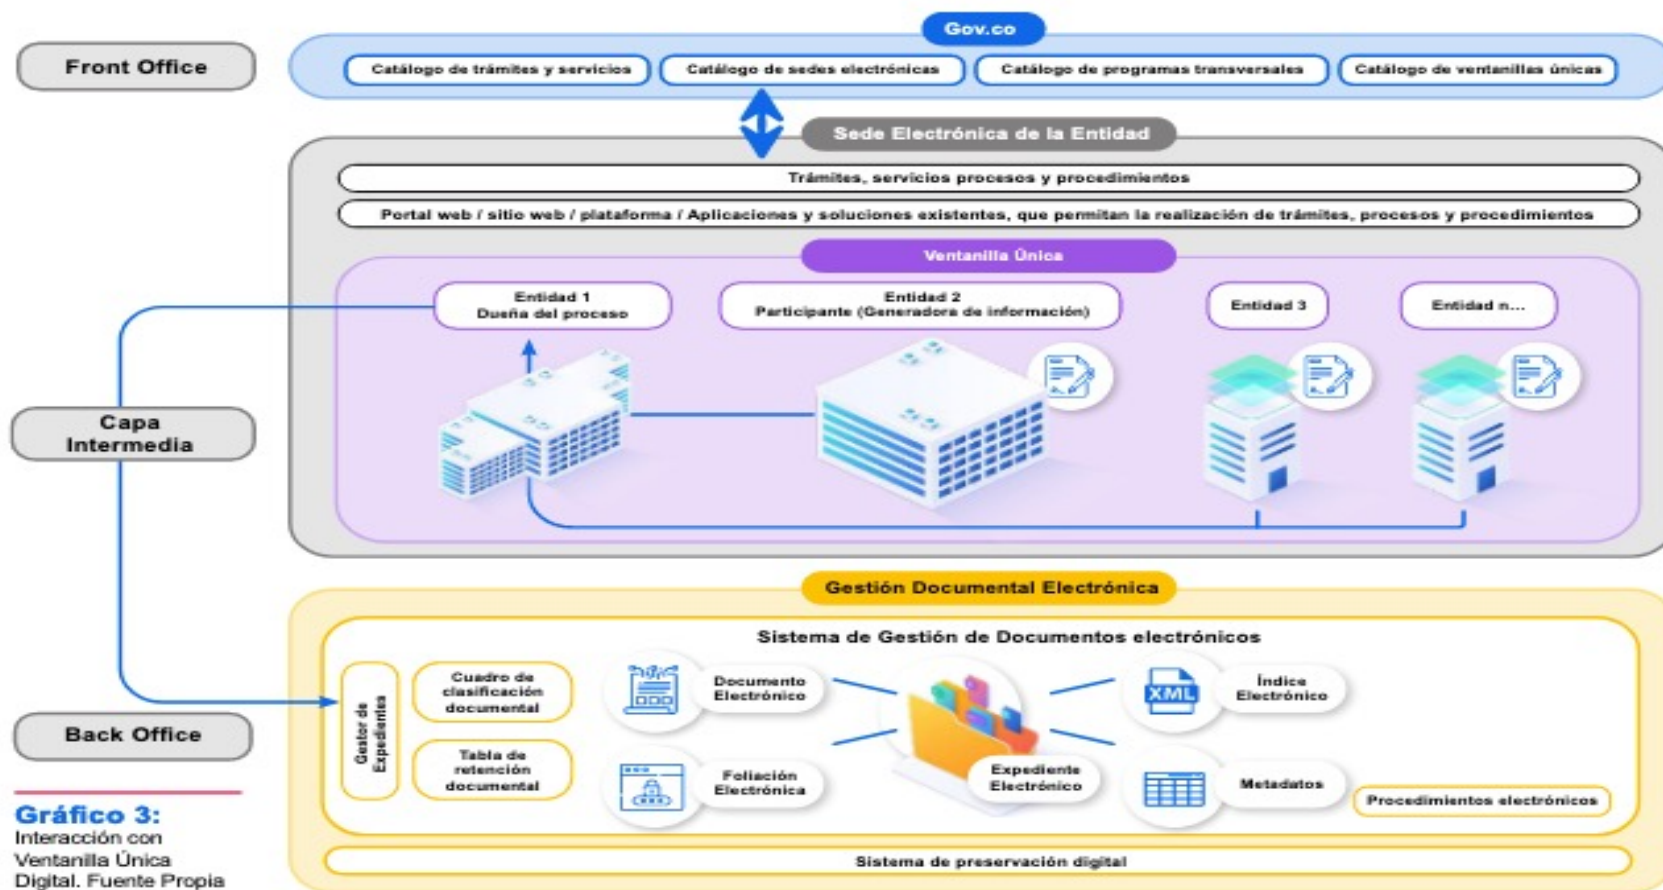 Gov.co
Front Office
Catálogo de trámites y servicios
Catálogo de sedes electrónicas
Catálogo de programas transversales
Catálogo de ventanillas únicas
Sede Electrónica de la Entidad
Trámites, servicios procesos y procedimientos
Portal web / sitio web / plataforma / Aplicaciones y soluciones existentes, que permitan la realización de trámites, procesos y procedimientos
Ventanilla Única
Entidad 1
Dueña del proceso
Entidad 2
Participante (Generadora de información)
Entidad 3
Entidad n...
Capa
Intermedia
Gestión Documental Electrónica
Sistema de Gestión de Documentos electrónicos
Gestor de
Expedientes
Cuadro de
clasificación
documental
Tabla de
retención
documental
Documento
Electrónico
Foliación
Electrónica
Expediente
Electrónico
XML
Índice
Electrónico
Metadatos
Procedimientos electrónicos
Back Office
Sistema de preservación digital
Gráfico 3:
Interacción con
Ventanilla Única
Digital. Fuente Propia